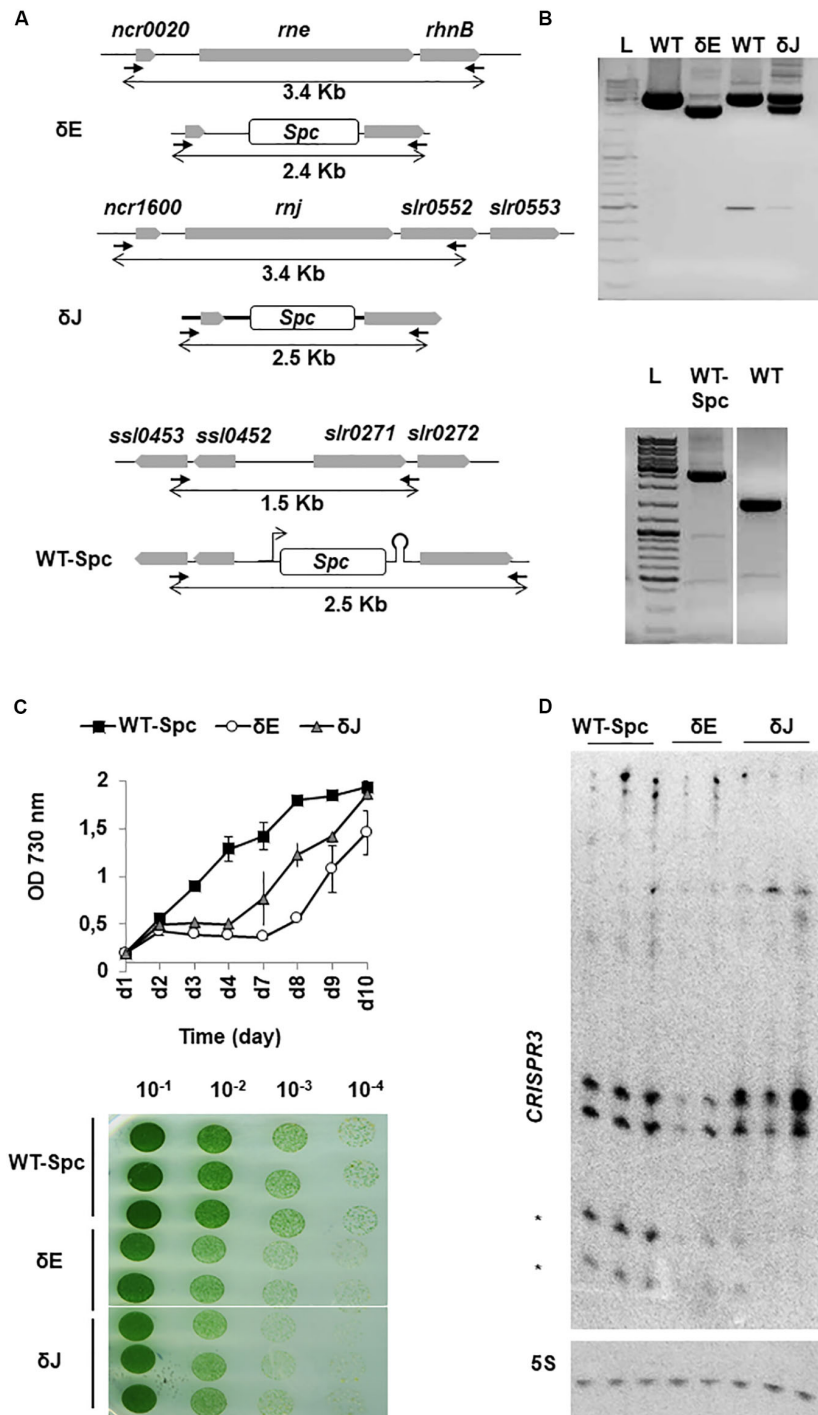 A
ncr0020 rne rhnB
3.4 Kb
δE
Spc
2.4 Kb
ncr1600 rnj slr0552 slr0553
3.4 Kb
δJ
Spc
2.5 Kb
ssl0453 ssl0452 slr0271 slr0272
1.5 Kb
WT-Spc
Spc
2.5 Kb
B
L WT δE WT δJ
L WT-Spc WT
C
WT-Spc δE δJ
OD 730 nm
2
1,5
1
0,5
0
d1 d2 d3 d4 d7 d8 d9 d10
Time (day)
10-1 10-2 10-3 10-4
WT-Spc
δE
δJ
D
WT-Spc δE δJ
CRISPR3
*
*
5S